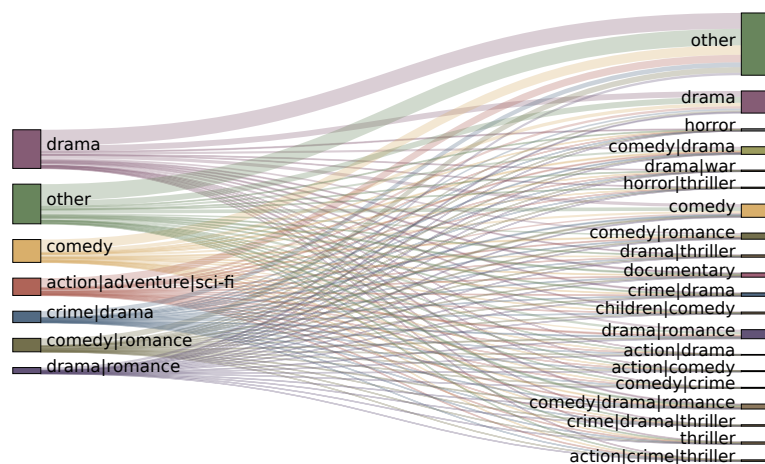 drama
other
comedy
action|adventure|sci-fi
crime|drama
comedy|romance
drama|romance
other
drama
horror
comedy|drama
drama|war
horror|thriller
comedy
comedy|romance
drama|thriller
documentary
crime|drama
children|comedy
drama|romance
action|drama
action|comedy
comedy|crime
comedy|drama|romance
crime|drama|thriller
thriller
action|crime|thriller